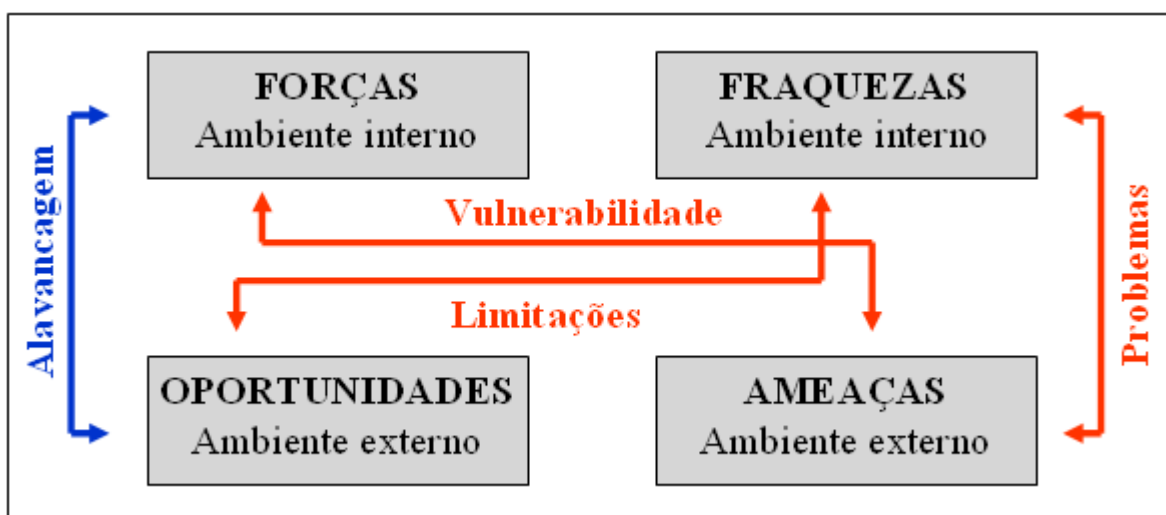 FORÇAS
Ambiente interno
FRAQUEZAS
Ambiente interno
Alavancagem
Vulnerabilidade
Limitações
Problemas
OPORTUNIDADES
Ambiente externo
AMEAÇAS
Ambiente externo